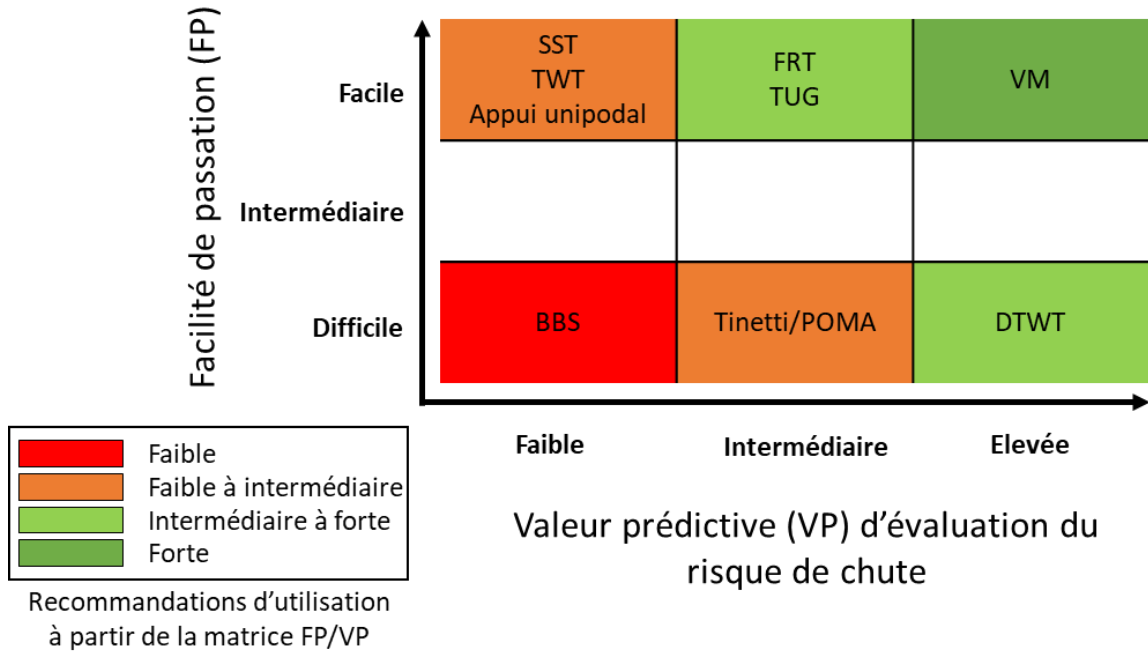 Facilité de passation (FP)
Facile
SST
TWT
Appui unipodal
FRT
TUG
VM
Intermédiaire
Difficile
BBS
Tinetti/POMA
DTWT
Faible
Intermédiaire
Elevée
Valeur prédictive (VP) d’évaluation du
risque de chute
Faible
Faible à intermédiaire
Intermédiaire à forte
Forte
Recommandations d’utilisation
à partir de la matrice FP/VP